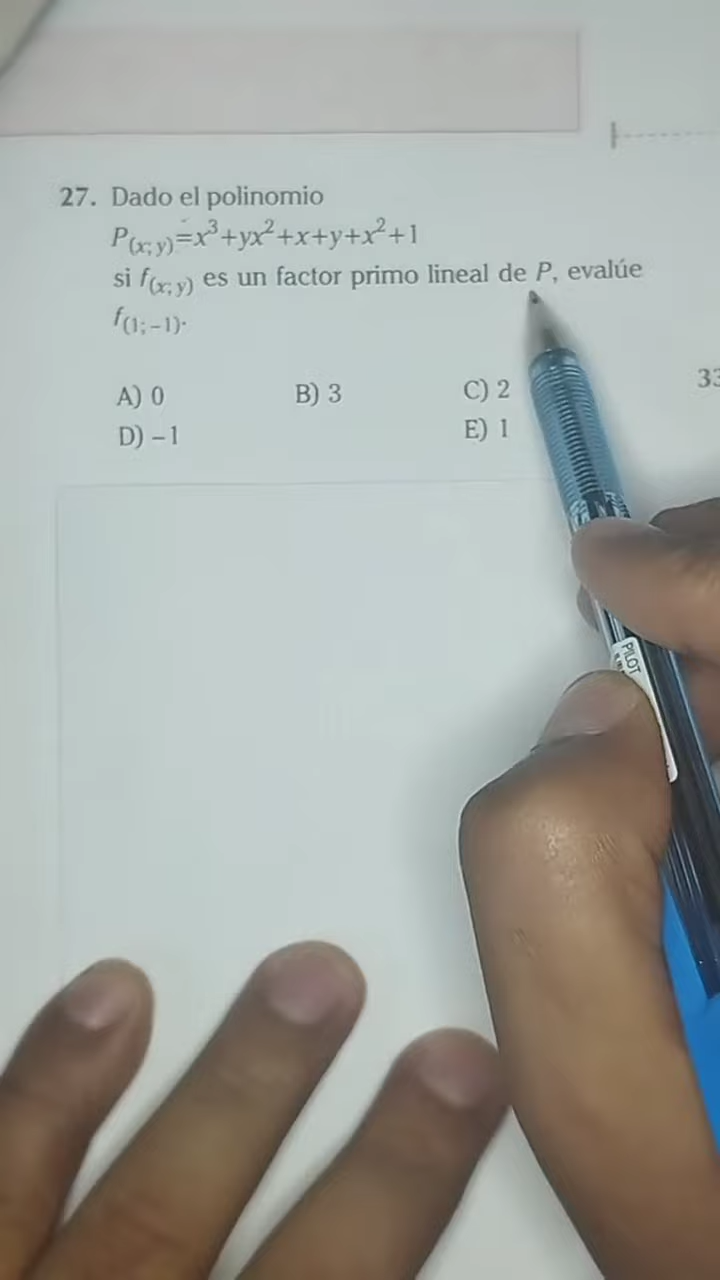 27. Dado el polinomio
P(x; y)=x³+yx²+x+y+x²+1
si f(x; y) es un factor primo lineal de P, evalúe
f(1; −1).
A) 0 B) 3 C) 2
D) −1 E) 1
33
PILOT